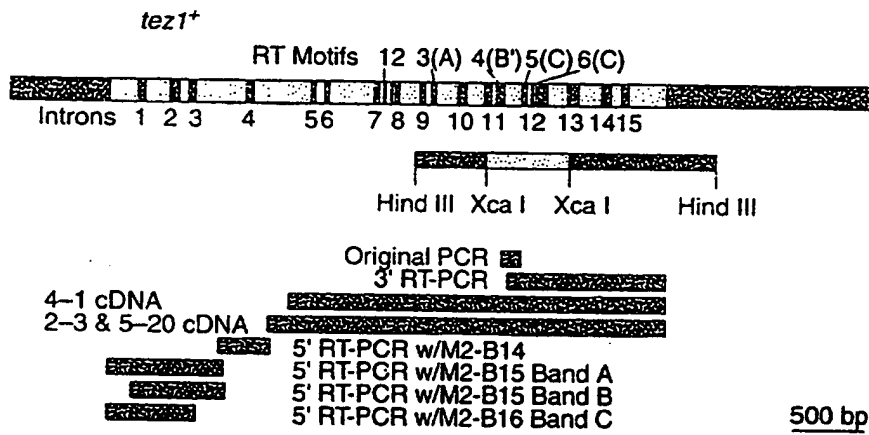 tez1+
RT Motifs 12 3(A) 4(B') 5(C) 6(C)
Introns 1 2 3 4 5 6 7 8 9 10 11 12 13 14 15
Hind III Xca I Xca I Hind III
Original PCR
3' RT-PCR
4–1 cDNA
2–3 & 5–20 cDNA
5' RT-PCR w/M2-B14
5' RT-PCR w/M2-B15 Band A
5' RT-PCR w/M2-B15 Band B
5' RT-PCR w/M2-B16 Band C
500 bp